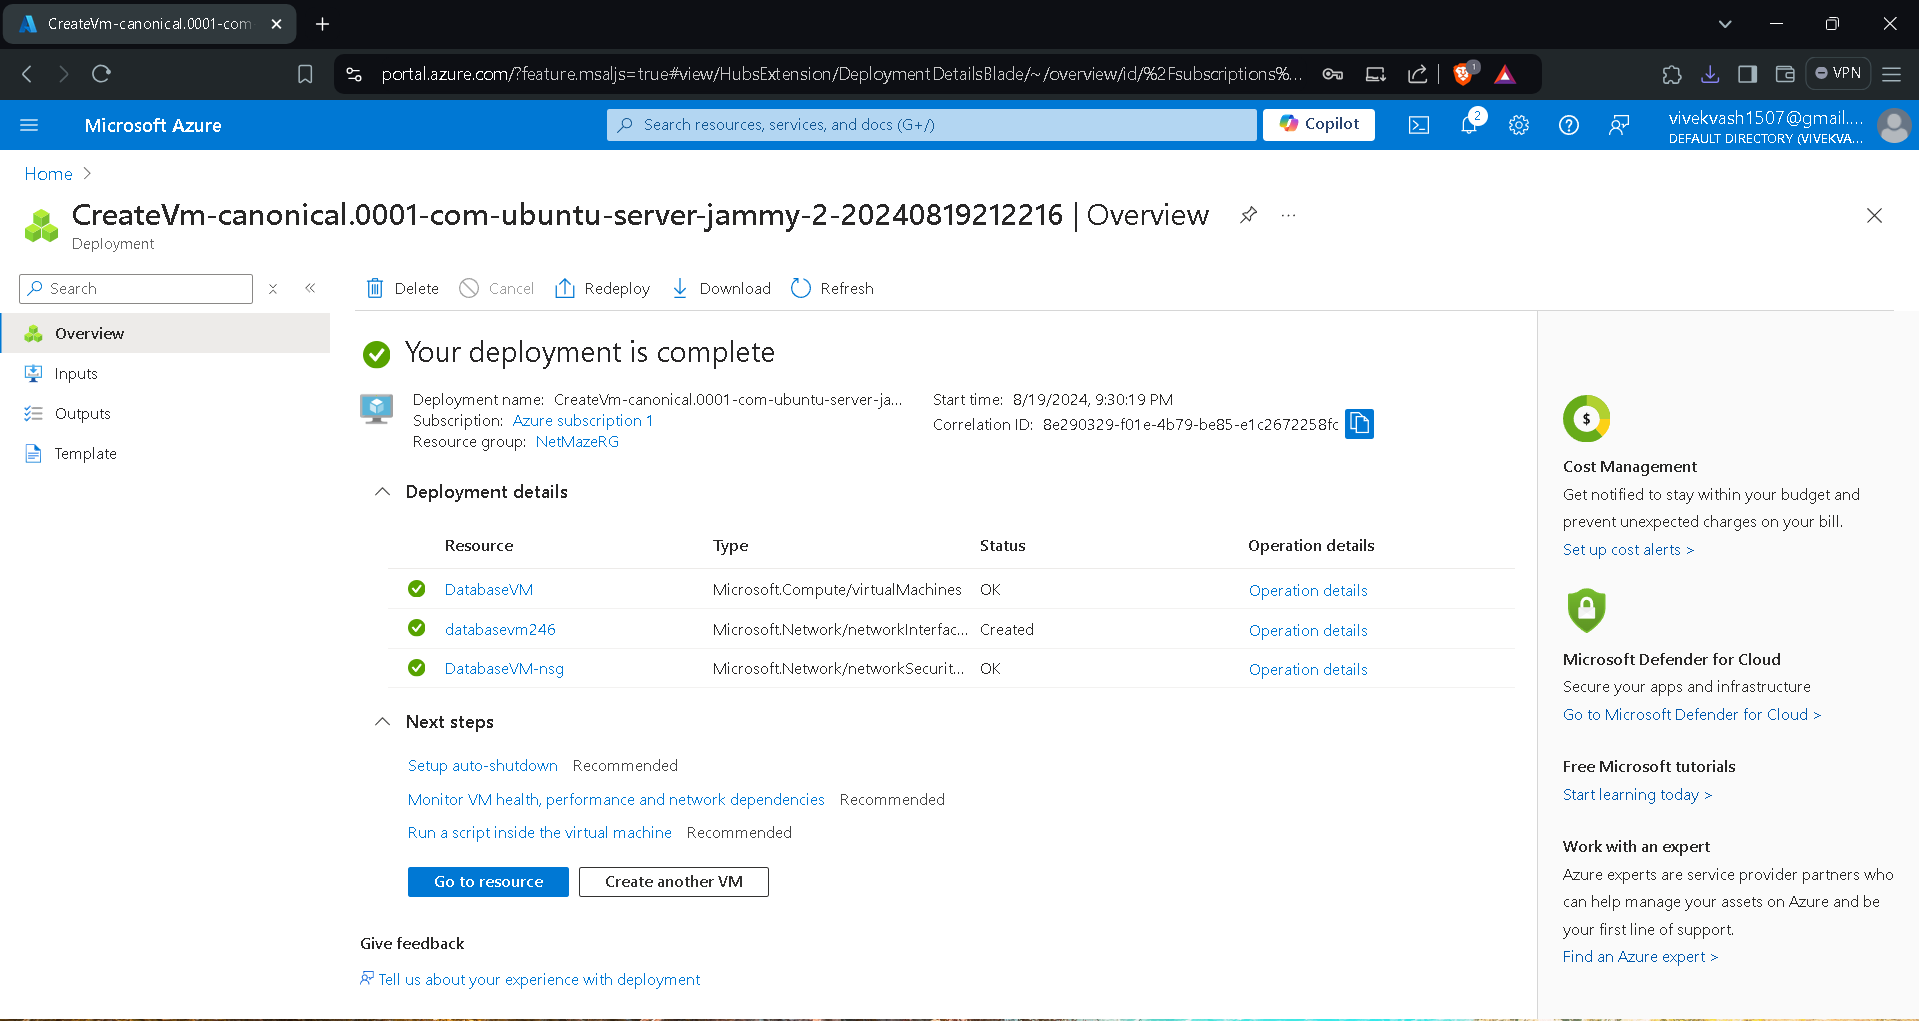 CreateVm-canonical.0001-com
portal.azure.com/?feature.msaljs=true#view/HubsExtension/DeploymentDetailsBlade/~/overview/id/%2Fsubscriptions%...
1
VPN
Microsoft Azure
Search resources, services, and docs (G+/)
Copilot
2
vivekvash1507@gmail....
DEFAULT DIRECTORY (VIVEKVA...
Home
CreateVm-canonical.0001-com-ubuntu-server-jammy-2-20240819212216 | Overview
Deployment
Search
Delete
Cancel
Redeploy
Download
Refresh
Overview
Inputs
Outputs
Template
Your deployment is complete
Deployment name: CreateVm-canonical.0001-com-ubuntu-server-ja...
Subscription: Azure subscription 1
Resource group: NetMazeRG
Start time: 8/19/2024, 9:30:19 PM
Correlation ID: 8e290329-f01e-4b79-be85-e1c2672258fc
Deployment details
Resource Type Status Operation details
DatabaseVM Microsoft.Compute/virtualMachines OK Operation details
databasevm246 Microsoft.Network/networkInterfac... Created Operation details
DatabaseVM-nsg Microsoft.Network/networkSecurit... OK Operation details
Next steps
Setup auto-shutdown Recommended
Monitor VM health, performance and network dependencies Recommended
Run a script inside the virtual machine Recommended
Go to resource
Create another VM
Give feedback
Tell us about your experience with deployment
$
Cost Management
Get notified to stay within your budget and
prevent unexpected charges on your bill.
Set up cost alerts >
Microsoft Defender for Cloud
Secure your apps and infrastructure
Go to Microsoft Defender for Cloud >
Free Microsoft tutorials
Start learning today >
Work with an expert
Azure experts are service provider partners who
can help manage your assets on Azure and be
your first line of support.
Find an Azure expert >